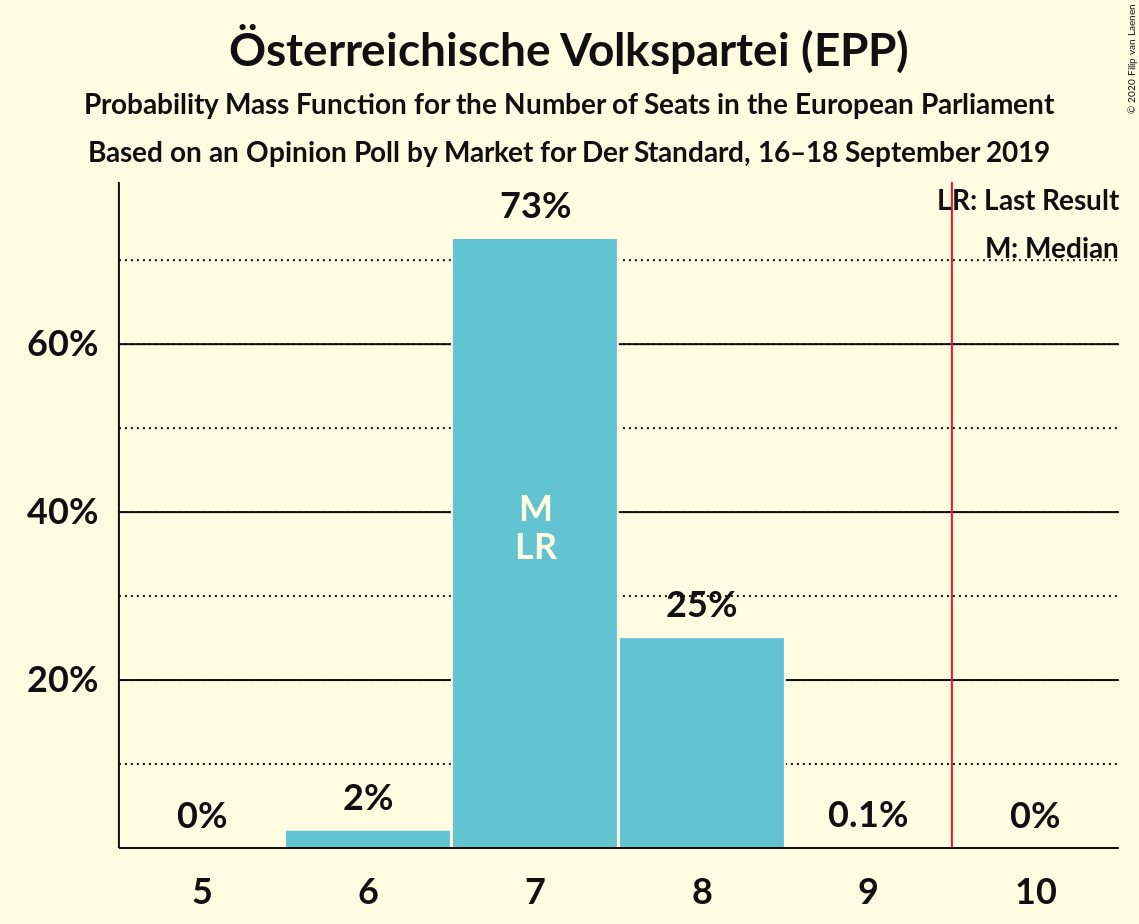 Österreichische Volkspartei (EPP)
Probability Mass Function for the Number of Seats in the European Parliament
Based on an Opinion Poll by Market for Der Standard, 16–18 September 2019
© 2020 Filip van Laenen
LR: Last Result
M: Median
73%
60%
40%
M
LR
25%
20%
0%
2%
0.1%
0%
5
6
7
8
9
10